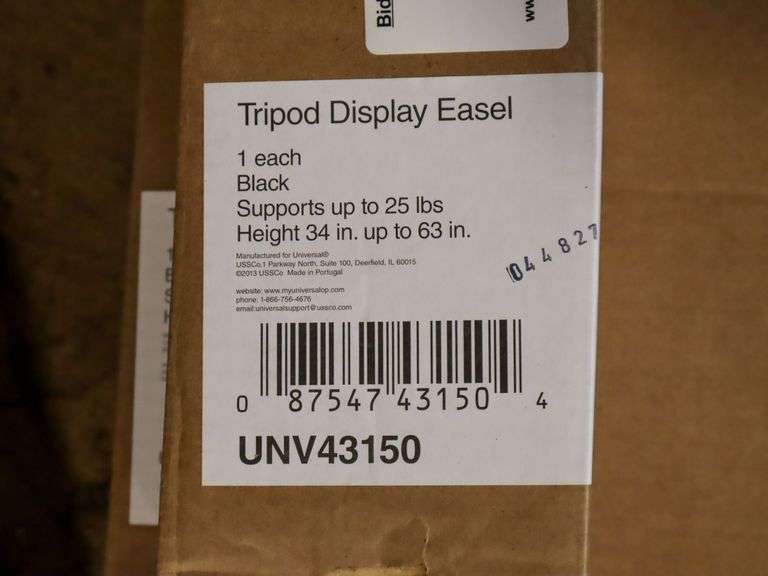 Bid
ww
Tripod Display Easel
1 each
Black
Supports up to 25 lbs
Height 34 in. up to 63 in.
Manufactured for Universal®
USSCo.1 Parkway North, Suite 100, Deerfield, IL 60015
©2013 USSCo. Made in Portugal
website: www.myuniversalop.com
phone: 1-866-756-4676
email:universalsupport@ussco.com
044827
0 87547 43150 4
UNV43150